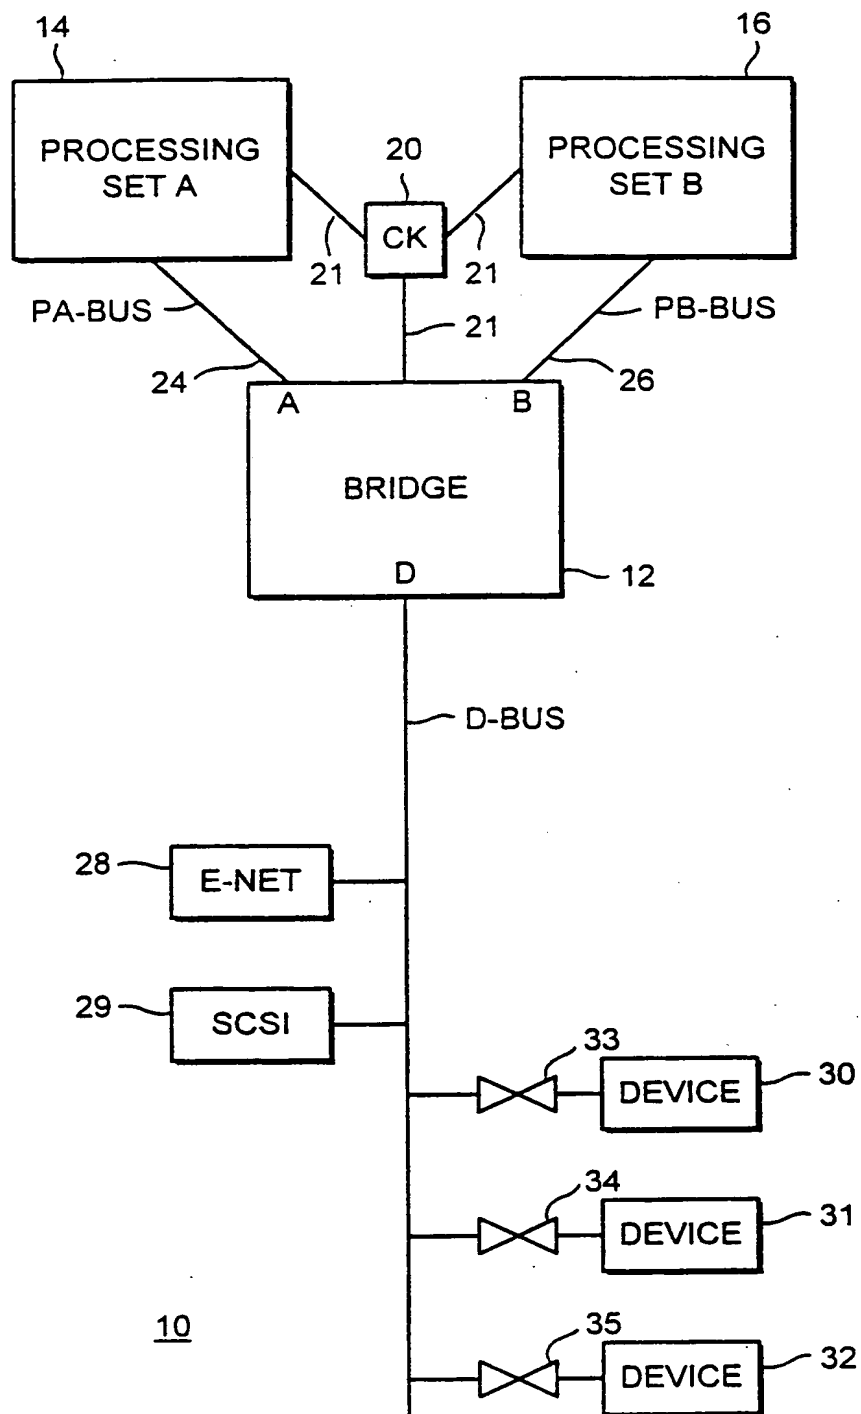 14
16
PROCESSING
SET A
20
PROCESSING
SET B
CK
21
21
PA-BUS
21
PB-BUS
24
26
A
B
BRIDGE
D
12
D-BUS
28
E-NET
29
SCSI
33
DEVICE
30
34
DEVICE
31
10
35
DEVICE
32